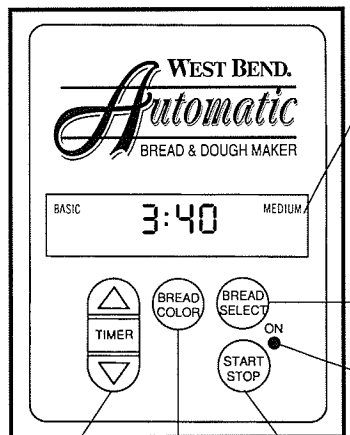 WEST BEND.
Automatic
BREAD & DOUGH MAKER
BASIC 3:40 MEDIUM
BREAD COLOR
BREAD SELECT
TIMER
ON
START STOP